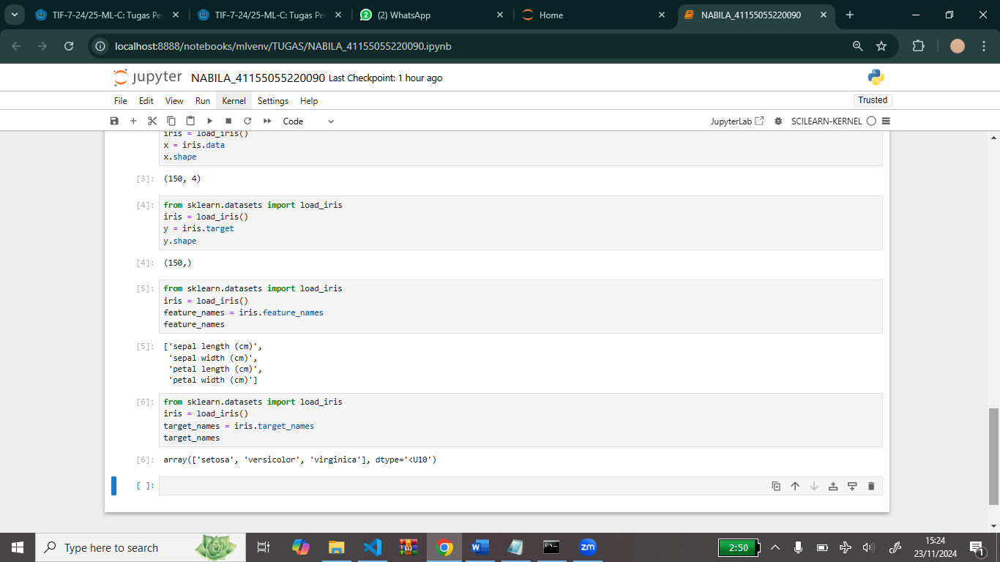 TIF-7-24/25-ML-C: Tugas Pe
TIF-7-24/25-ML-C: Tugas Pe
(2) WhatsApp
Home
NABILA_41155055220090
localhost:8888/notebooks/mlvenv/TUGAS/NABILA_41155055220090.ipynb
jupyter NABILA_41155055220090 Last Checkpoint: 1 hour ago
File Edit View Run Kernel Settings Help
Trusted
Code
JupyterLab
SCILEARN-KERNEL
iris = load_iris()
x = iris.data
x.shape
[3]: (150, 4)
[4]: from sklearn.datasets import load_iris
iris = load_iris()
y = iris.target
y.shape
[4]: (150,)
[5]: from sklearn.datasets import load_iris
iris = load_iris()
feature_names = iris.feature_names
feature_names
[5]: ['sepal length (cm)',
'sepal width (cm)',
'petal length (cm)',
'petal width (cm)']
[6]: from sklearn.datasets import load_iris
iris = load_iris()
target_names = iris.target_names
target_names
[6]: array(['setosa', 'versicolor', 'virginica'], dtype='<U10')
[ ]:
Type here to search
zm
2:50
15:24
23/11/2024
1